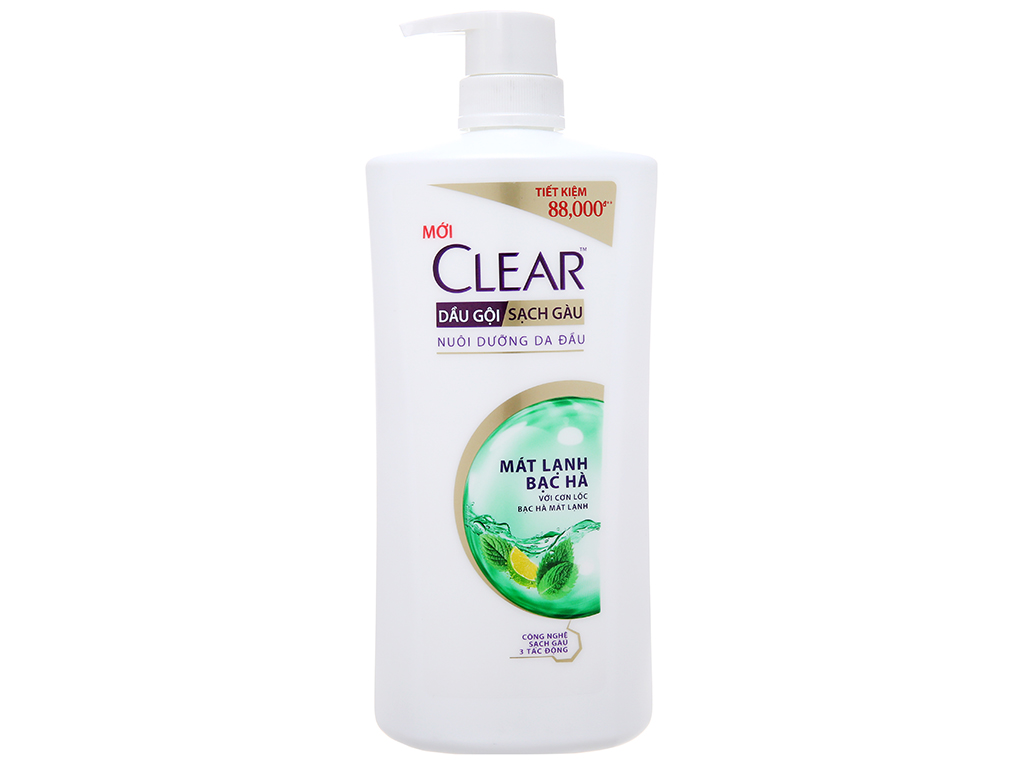 TIẾT KIỆM
88,000đ**
MỚI
CLEAR™
DẦU GỘI SẠCH GÀU
NUÔI DƯỠNG DA ĐẦU
MÁT LẠNH
BẠC HÀ
VỚI CƠN LỐC
BẠC HÀ MÁT LẠNH
CÔNG NGHỆ
SẠCH GÀU
3 TÁC ĐỘNG